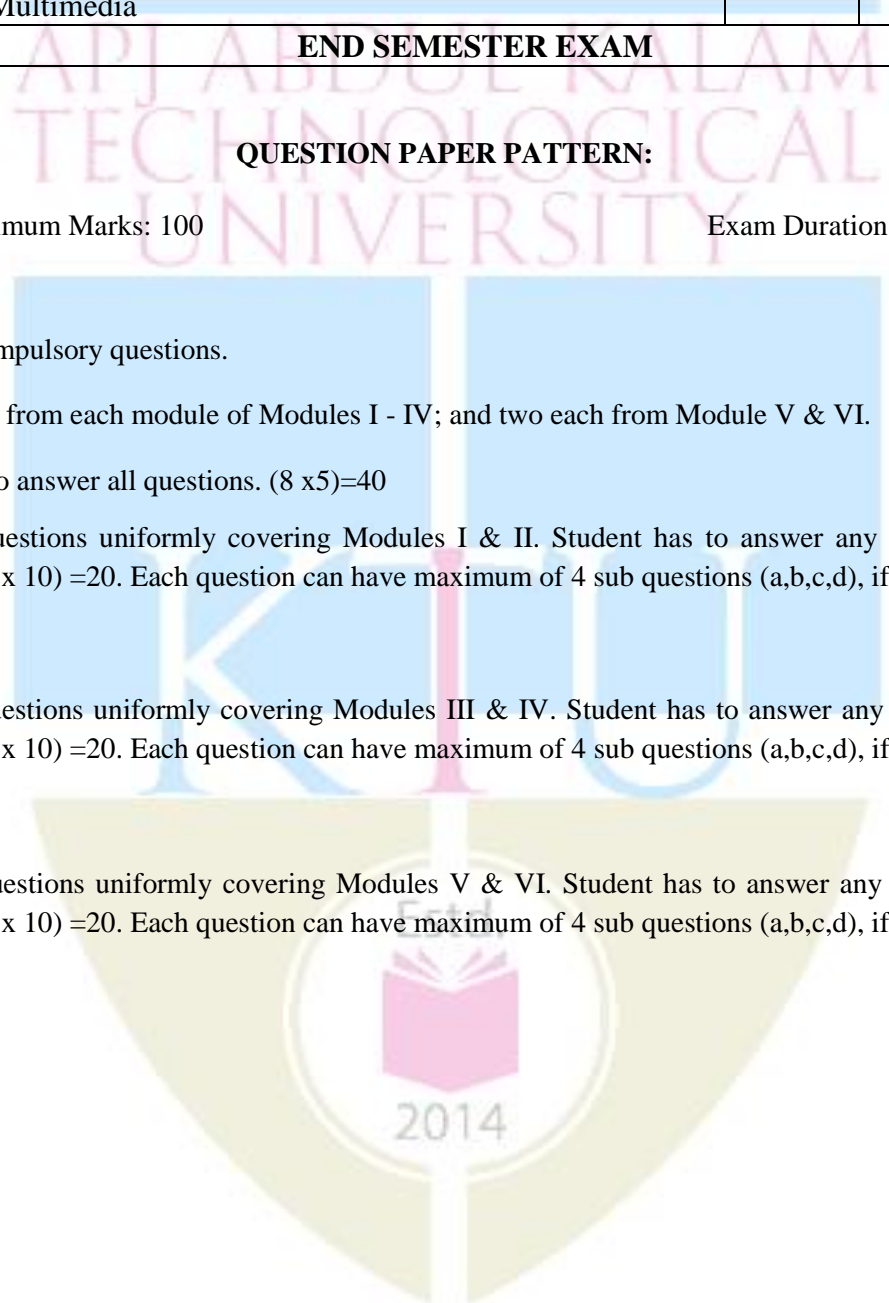 Multimedia
END SEMESTER EXAM
APJ ABDUL KALAM
TECHNOLOGICAL
UNIVERSITY
QUESTION PAPER PATTERN:
imum Marks: 100 Exam Duration
mpulsory questions.
from each module of Modules I - IV; and two each from Module V & VI.
o answer all questions. (8 x5)=40
uestions uniformly covering Modules I & II. Student has to answer any
x 10) =20. Each question can have maximum of 4 sub questions (a,b,c,d), if
KTU
uestions uniformly covering Modules III & IV. Student has to answer any
x 10) =20. Each question can have maximum of 4 sub questions (a,b,c,d), if
uestions uniformly covering Modules V & VI. Student has to answer any
x 10) =20. Each question can have maximum of 4 sub questions (a,b,c,d), if
Estd.
2014